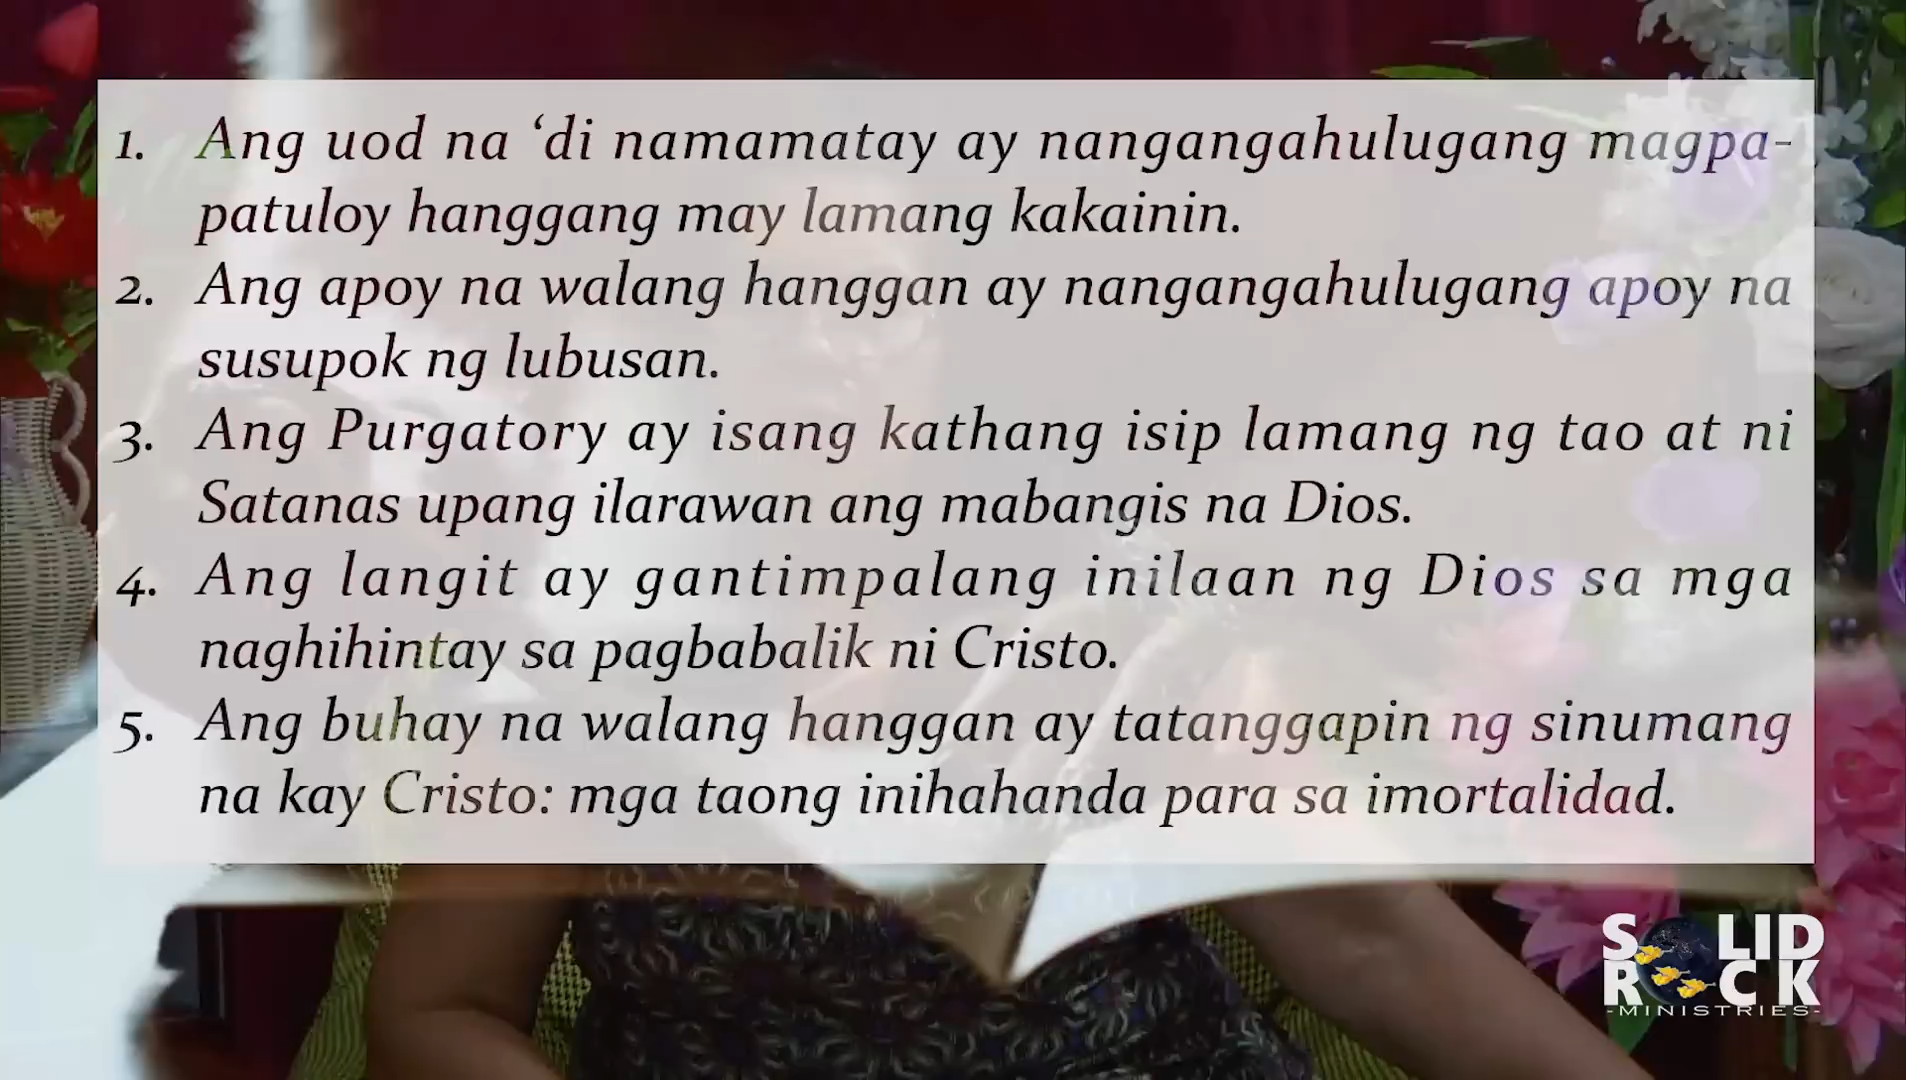 1. Ang uod na ‘di namamatay ay nangangahulugang magpa-
patuloy hanggang may lamang kakainin.
2. Ang apoy na walang hanggan ay nangangahulugang apoy na
susupok ng lubusan.
3. Ang Purgatory ay isang kathang isip lamang ng tao at ni
Satanas upang ilarawan ang mabangis na Dios.
4. Ang langit ay gantimpalang inilaan ng Dios sa mga
naghihintay sa pagbabalik ni Cristo.
5. Ang buhay na walang hanggan ay tatanggapin ng sinumang
na kay Cristo: mga taong inihahanda para sa imortalidad.
SOLID
ROCK
-MINISTRIES-